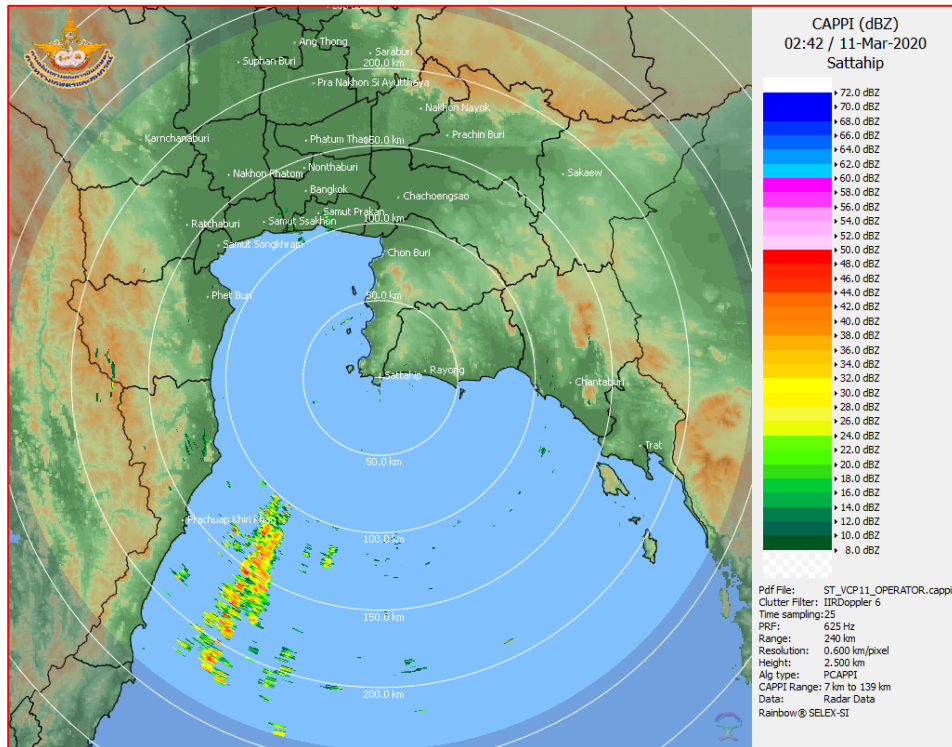 CAPPI (dBZ)
02:42 / 11-Mar-2020
Sattahip
72.0 dBZ
70.0 dBZ
68.0 dBZ
66.0 dBZ
64.0 dBZ
62.0 dBZ
60.0 dBZ
58.0 dBZ
56.0 dBZ
54.0 dBZ
52.0 dBZ
50.0 dBZ
48.0 dBZ
46.0 dBZ
44.0 dBZ
42.0 dBZ
40.0 dBZ
38.0 dBZ
36.0 dBZ
34.0 dBZ
32.0 dBZ
30.0 dBZ
28.0 dBZ
26.0 dBZ
24.0 dBZ
22.0 dBZ
20.0 dBZ
18.0 dBZ
16.0 dBZ
14.0 dBZ
12.0 dBZ
10.0 dBZ
8.0 dBZ
Pdf File: ST_VCP11_OPERATOR.cappi
Clutter Filter: IIRDoppler 6
Time sampling:25
PRF: 625 Hz
Range: 240 km
Resolution: 0.600 km/pixel
Height: 2.500 km
Alg type: PCAPPI
CAPPI Range: 7 km to 139 km
Data: Radar Data
Rainbow® SELEX-SI
Ang Thong
Saraburi
Suphan Buri
200.0 km
Pra Nakhon Si Ayutthaya
Nakhon Nayok
Karnchanaburi
Phatum Than
50.0 km
Prachin Buri
Nonthaburi
Nakhon Phatom
Sakaew
Bangkok
Chachoengsao
Samut Prakan
Ratchaburi
Samut Ssakhon
100.0 km
Samut Songkhram
Chon Buri
Phet Buri
50.0 km
Sattahip
Rayong
Chantaburi
Trat
50.0 km
Prachuap Khiri Khan
100.0 km
150.0 km
200.0 km